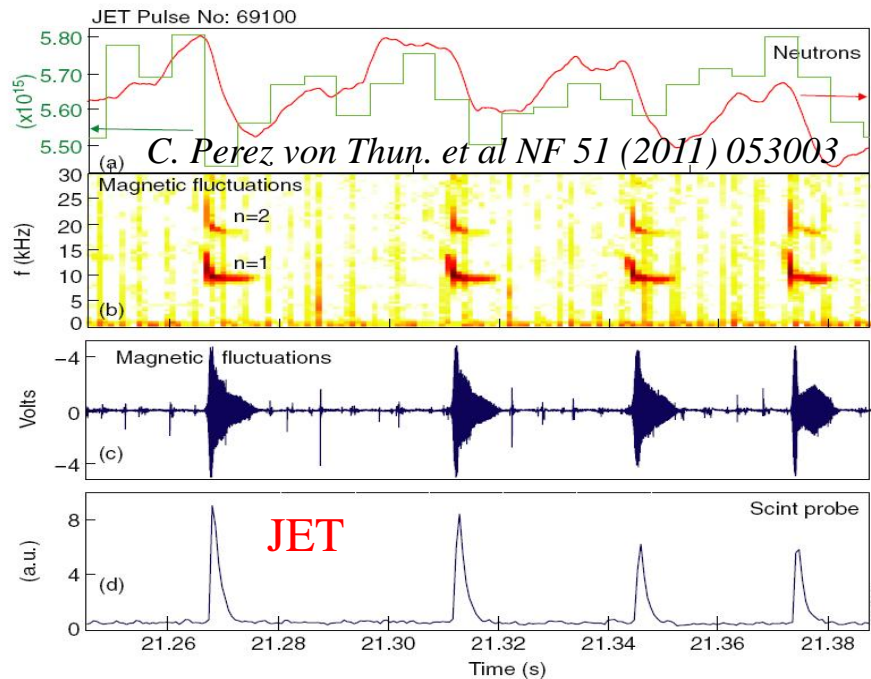 JET Pulse No: 69100
5.80
5.70
5.60
5.50
(x10¹⁵)
Neutrons
(a)
C. Perez von Thun. et al NF 51 (2011) 053003
Magnetic fluctuations
30
25
20
15
10
5
0
f (kHz)
n=2
n=1
(b)
Magnetic fluctuations
−4
0
−4
Volts
(c)
Scint probe
8
4
0
(a.u.)
JET
(d)
21.26 21.28 21.30 21.32 21.34 21.36 21.38
Time (s)